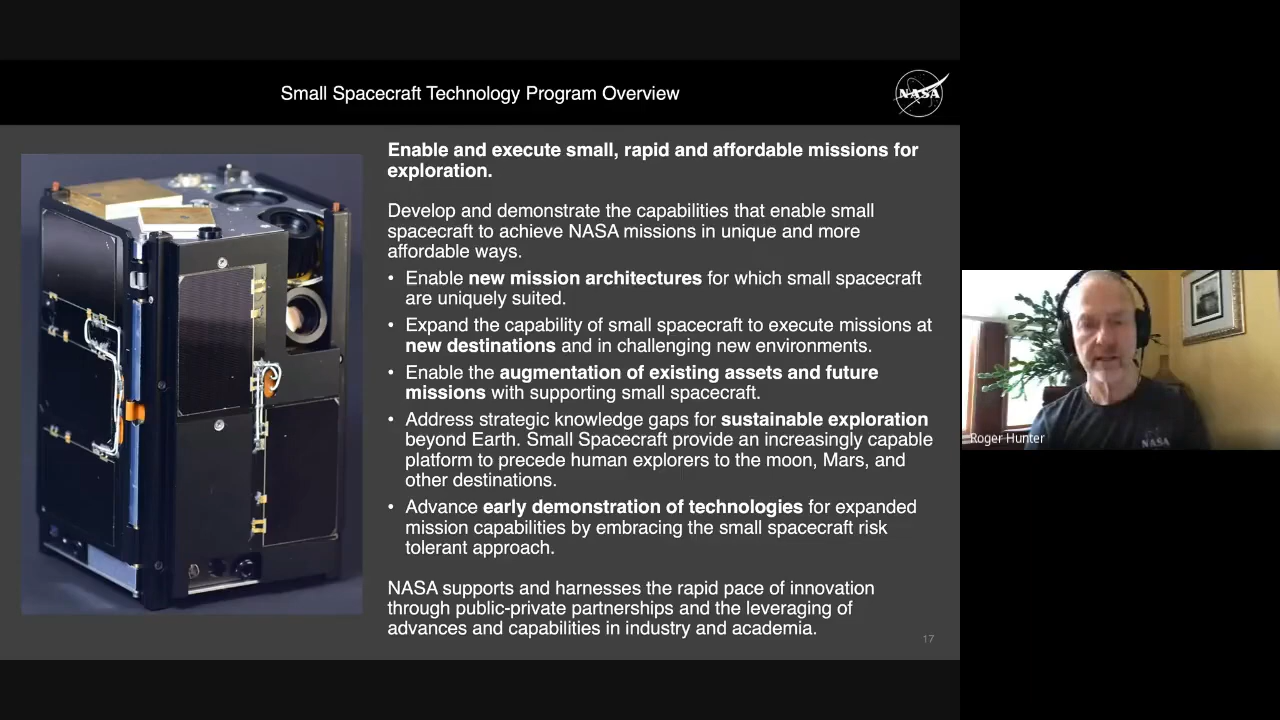 Small Spacecraft Technology Program Overview
NASA
Enable and execute small, rapid and affordable missions for
exploration.
Develop and demonstrate the capabilities that enable small
spacecraft to achieve NASA missions in unique and more
affordable ways.
• Enable new mission architectures for which small spacecraft
are uniquely suited.
• Expand the capability of small spacecraft to execute missions at
new destinations and in challenging new environments.
• Enable the augmentation of existing assets and future
missions with supporting small spacecraft.
• Address strategic knowledge gaps for sustainable exploration
beyond Earth. Small Spacecraft provide an increasingly capable
platform to precede human explorers to the moon, Mars, and
other destinations.
• Advance early demonstration of technologies for expanded
mission capabilities by embracing the small spacecraft risk
tolerant approach.
NASA supports and harnesses the rapid pace of innovation
through public-private partnerships and the leveraging of
advances and capabilities in industry and academia.
17
Roger Hunter
NASA